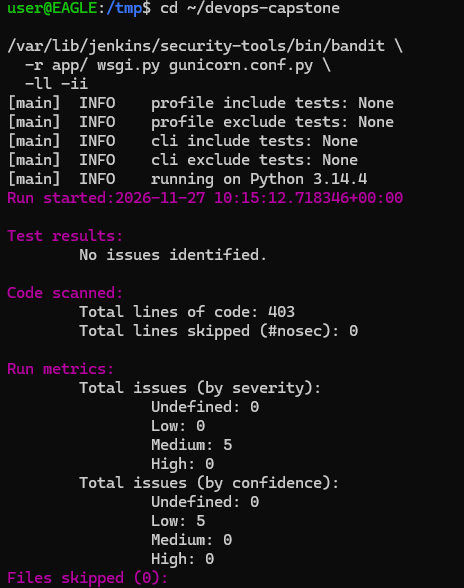 user@EAGLE:/tmp$ cd ~/devops-capstone

/var/lib/jenkins/security-tools/bin/bandit \
  -r app/ wsgi.py gunicorn.conf.py \
  -ll -ii
[main]  INFO    profile include tests: None
[main]  INFO    profile exclude tests: None
[main]  INFO    cli include tests: None
[main]  INFO    cli exclude tests: None
[main]  INFO    running on Python 3.14.4
Run started:2026-11-27 10:15:12.718346+00:00

Test results:
        No issues identified.

Code scanned:
        Total lines of code: 403
        Total lines skipped (#nosec): 0

Run metrics:
        Total issues (by severity):
                Undefined: 0
                Low: 0
                Medium: 5
                High: 0
        Total issues (by confidence):
                Undefined: 0
                Low: 5
                Medium: 0
                High: 0
Files skipped (0):